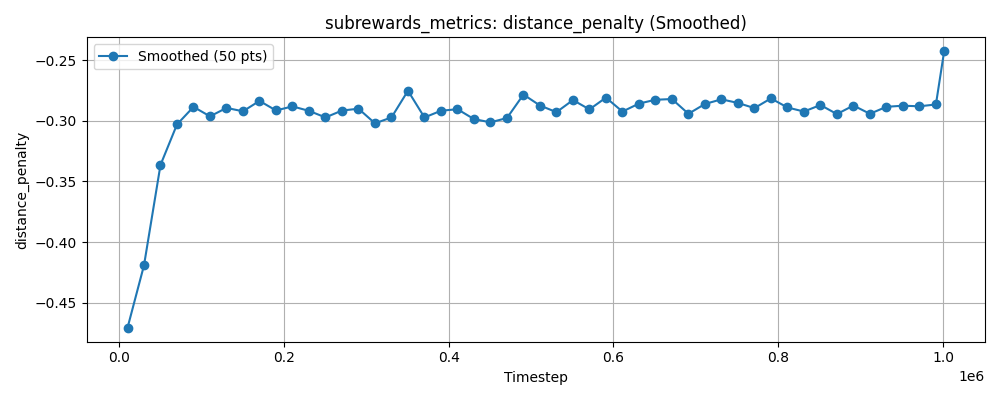 subrewards_metrics: distance_penalty (Smoothed)
Smoothed (50 pts)
distance_penalty
−0.25
−0.30
−0.35
−0.40
−0.45
0.0
0.2
0.4
0.6
0.8
1.0
1e6
Timestep